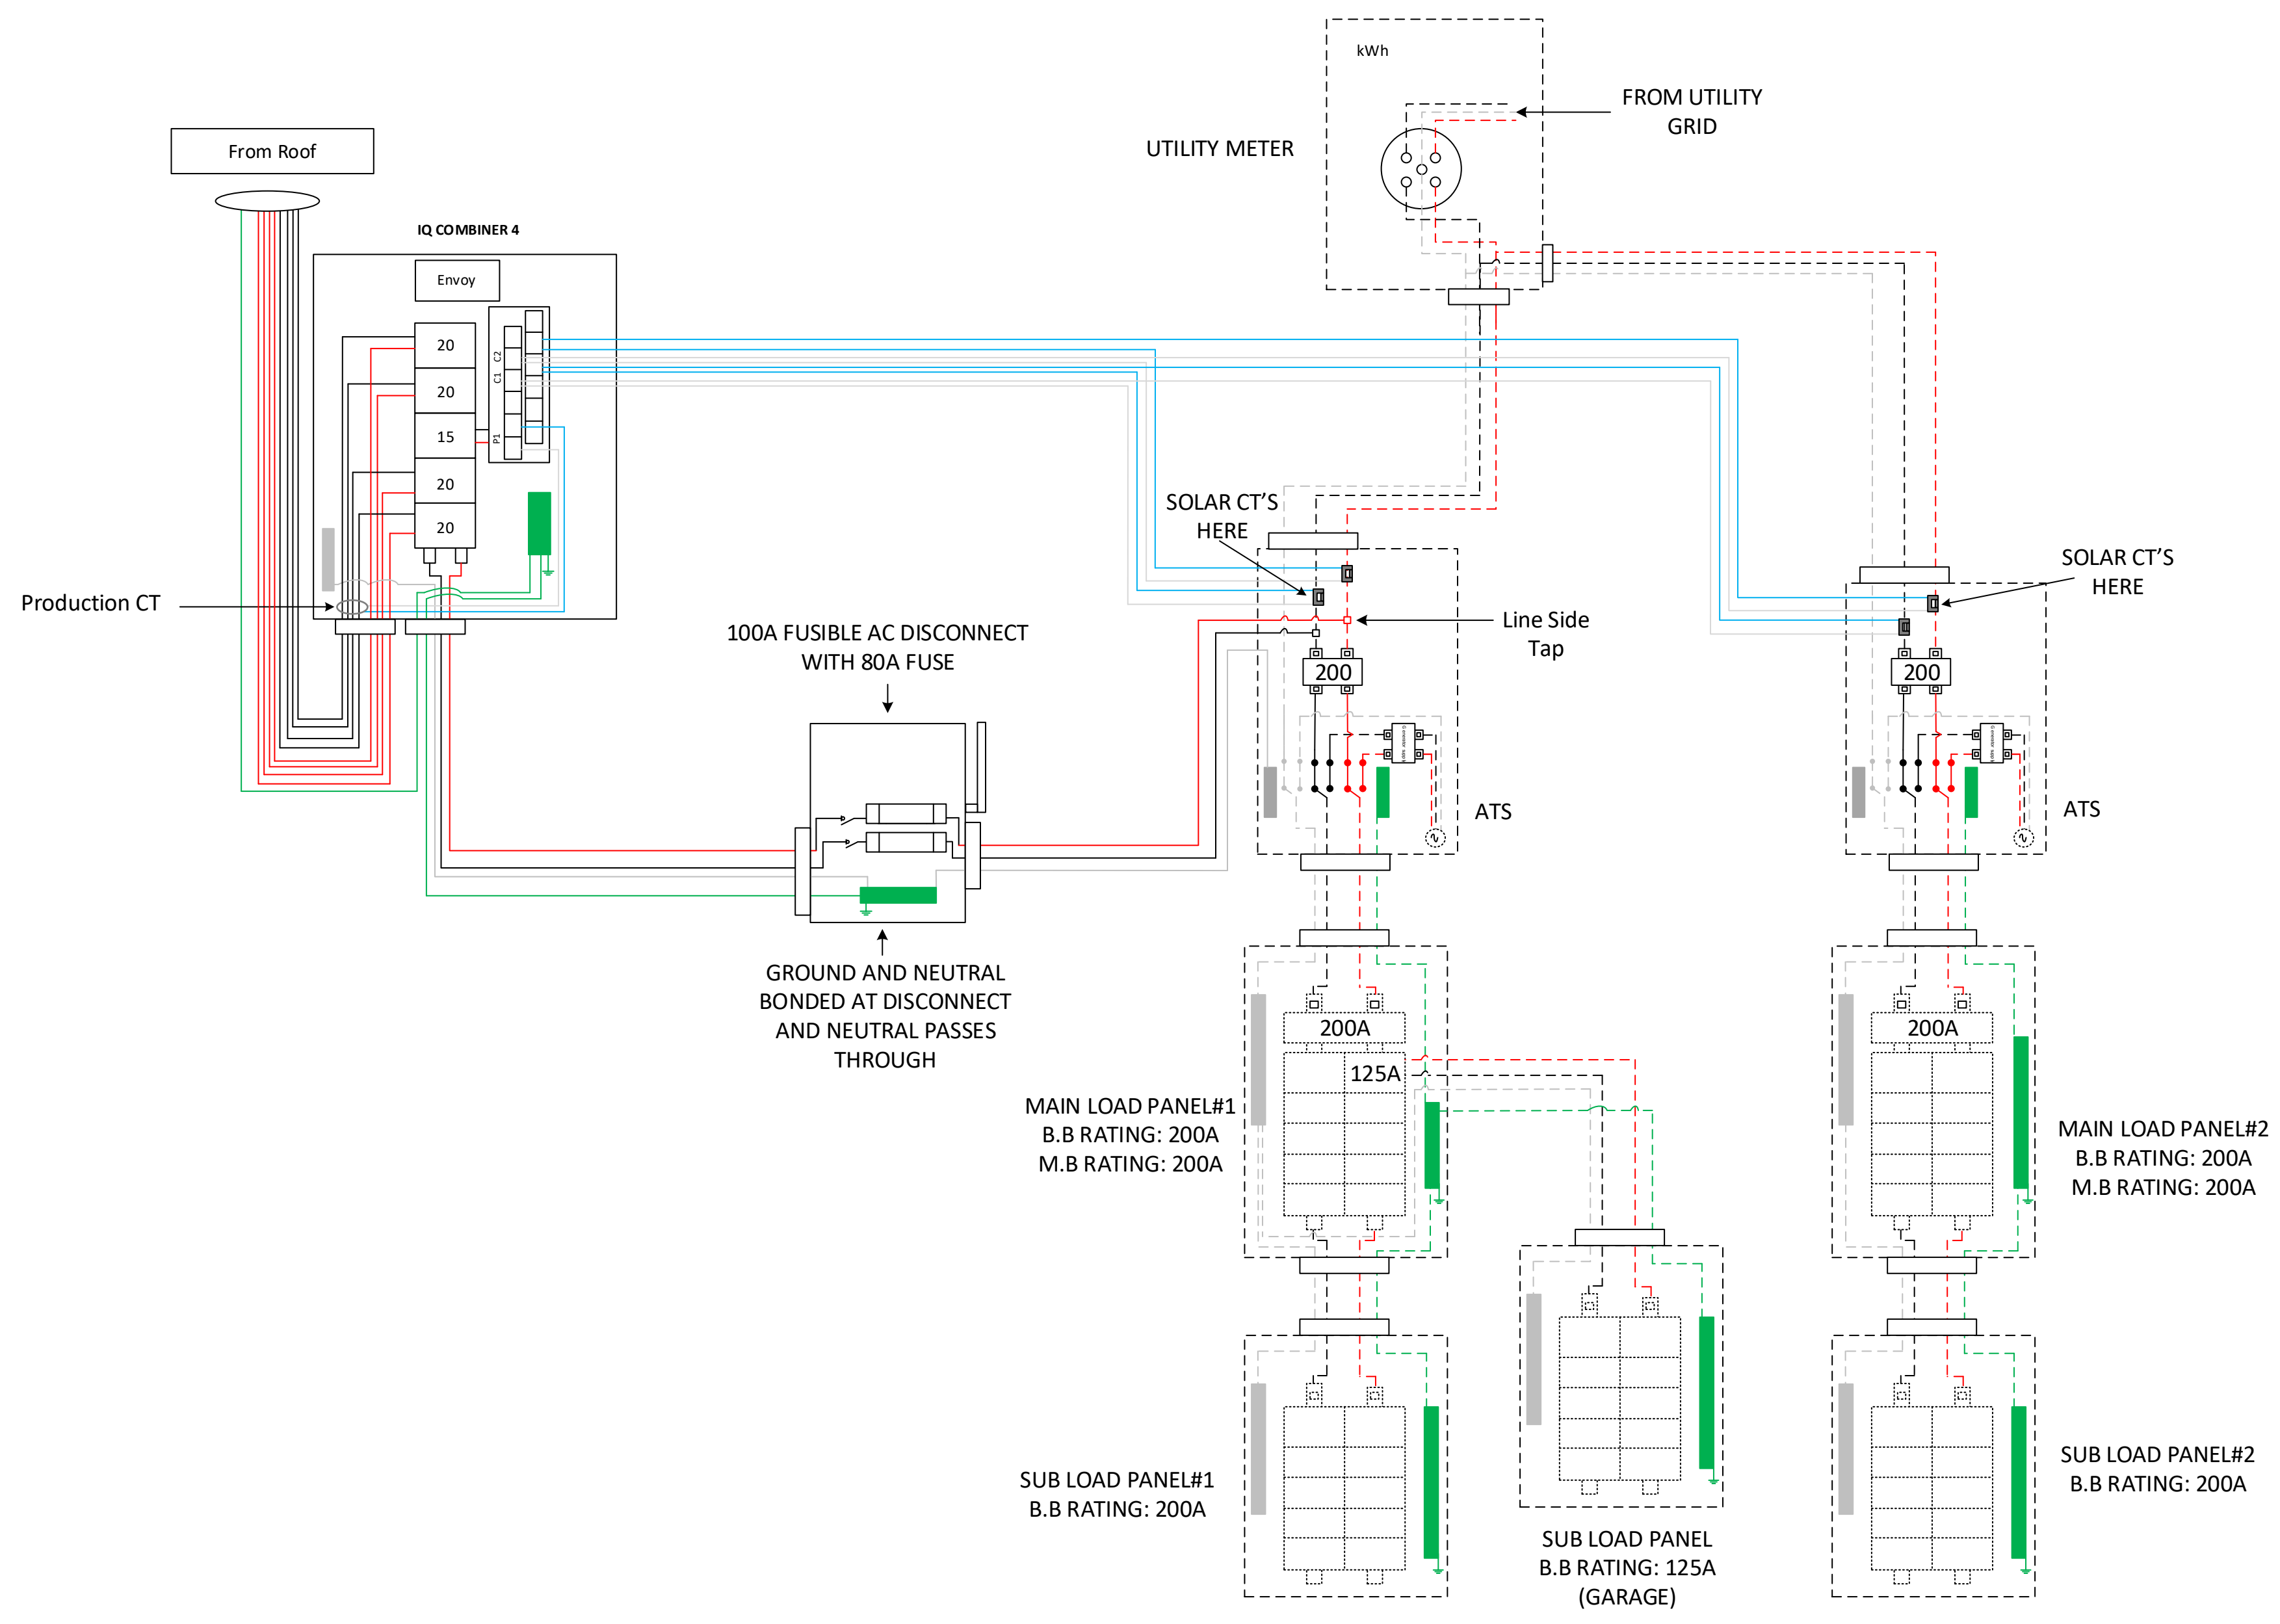 kWh
FROM UTILITY
GRID
UTILITY METER
From Roof
IQ COMBINER 4
Envoy
20
20
15
20
20
C2
C1
P1
Production CT
SOLAR CT'S
HERE
SOLAR CT'S
HERE
Line Side
Tap
100A FUSIBLE AC DISCONNECT
WITH 80A FUSE
200
200
ATS
ATS
GROUND AND NEUTRAL
BONDED AT DISCONNECT
AND NEUTRAL PASSES
THROUGH
200A
125A
200A
MAIN LOAD PANEL#1
B.B RATING: 200A
M.B RATING: 200A
MAIN LOAD PANEL#2
B.B RATING: 200A
M.B RATING: 200A
SUB LOAD PANEL#1
B.B RATING: 200A
SUB LOAD PANEL
B.B RATING: 125A
(GARAGE)
SUB LOAD PANEL#2
B.B RATING: 200A